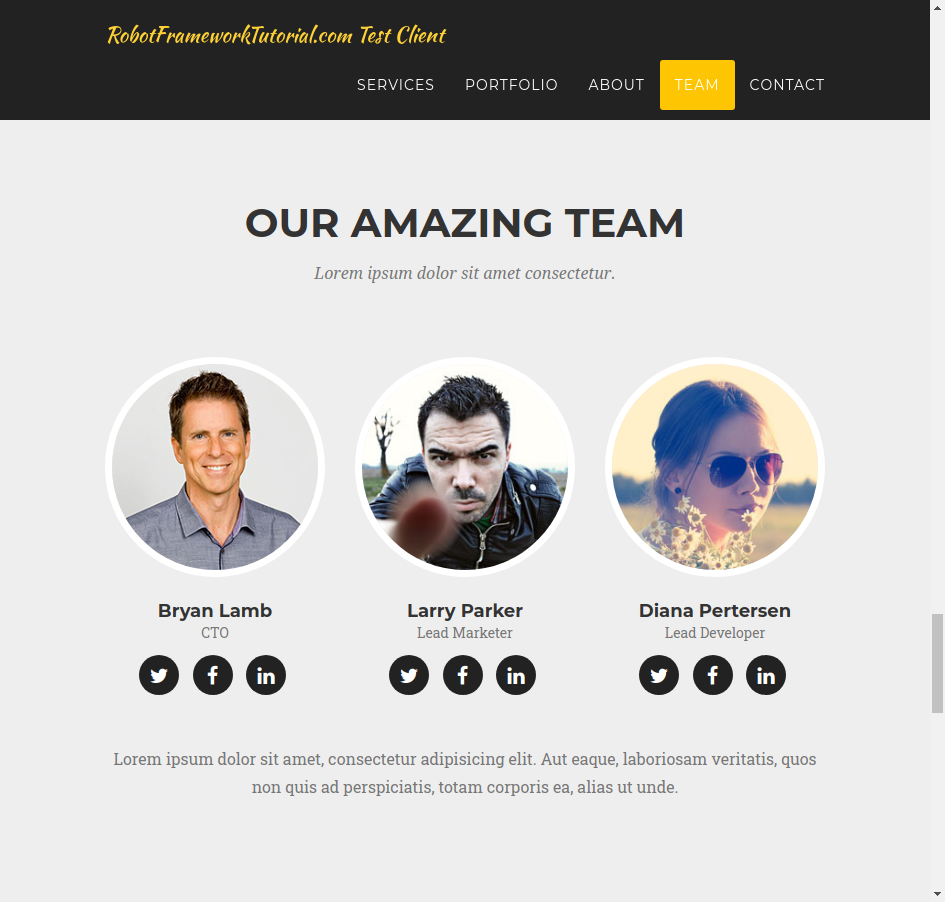 RobotFrameworkTutorial.com Test Client
SERVICES PORTFOLIO ABOUT TEAM CONTACT
OUR AMAZING TEAM
Lorem ipsum dolor sit amet consectetur.
Bryan Lamb Larry Parker Diana Pertersen
CTO Lead Marketer Lead Developer
Lorem ipsum dolor sit amet, consectetur adipisicing elit. Aut eaque, laboriosam veritatis, quos
non quis ad perspiciatis, totam corporis ea, alias ut unde.